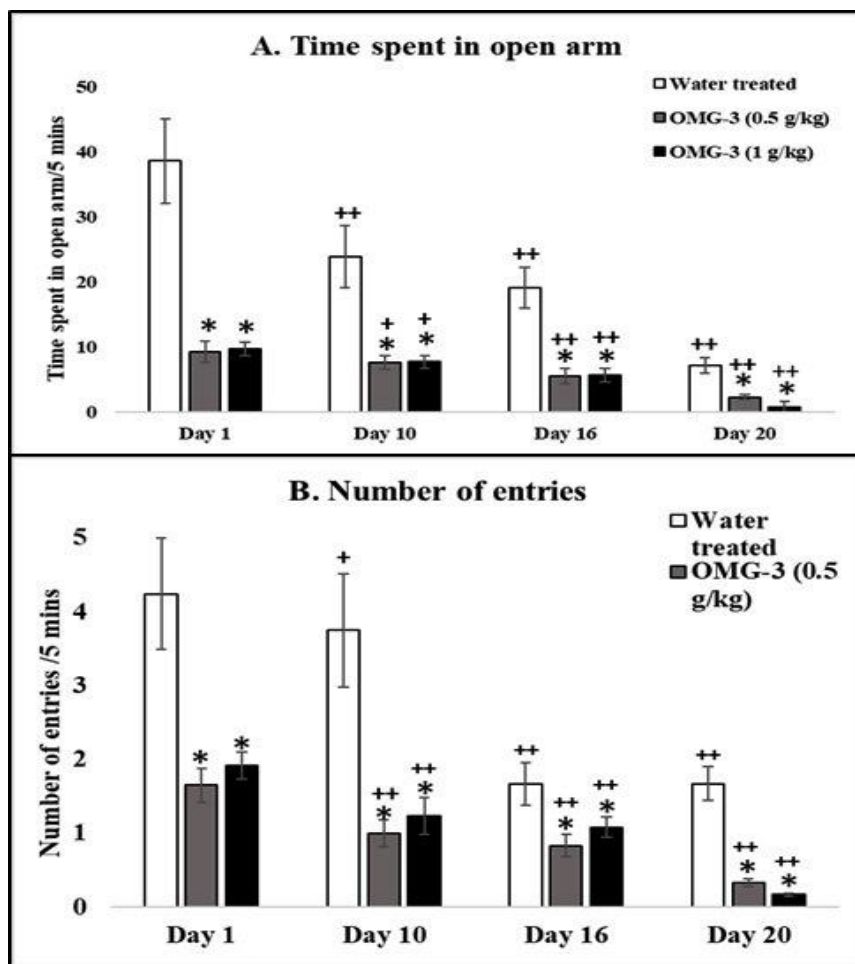 A. Time spent in open arm
Time spent in open arm/5 mins
50
40
30
20
10
0
Water treated
OMG-3 (0.5 g/kg)
OMG-3 (1 g/kg)
*
*
++
+
*
+
*
++
++
*
++
*
++
++
*
++
*
Day 1
Day 10
Day 16
Day 20
B. Number of entries
Number of entries /5 mins
5
4
3
2
1
0
Water
treated
OMG-3 (0.5
g/kg)
*
*
+
++
*
++
*
++
++
*
++
*
++
++
*
++
*
Day 1
Day 10
Day 16
Day 20